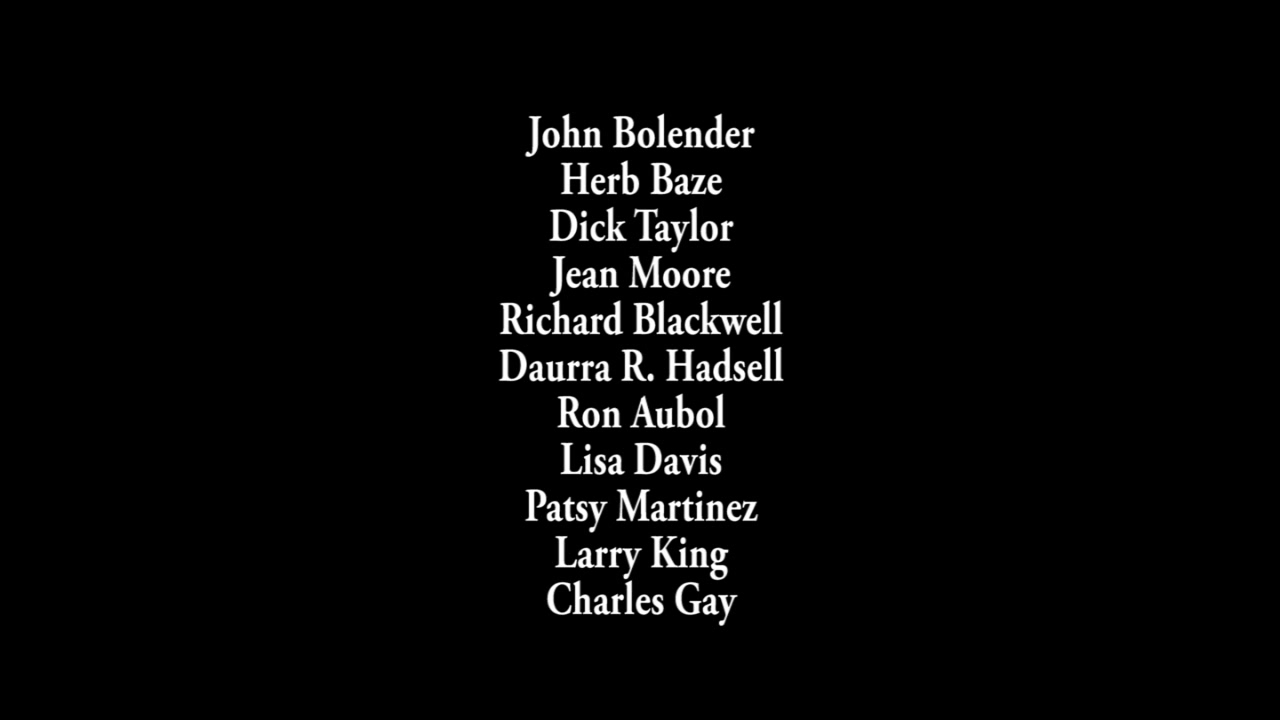 John Bolender
Herb Baze
Dick Taylor
Jean Moore
Richard Blackwell
Daurra R. Hadsell
Ron Aubol
Lisa Davis
Patsy Martinez
Larry King
Charles Gay